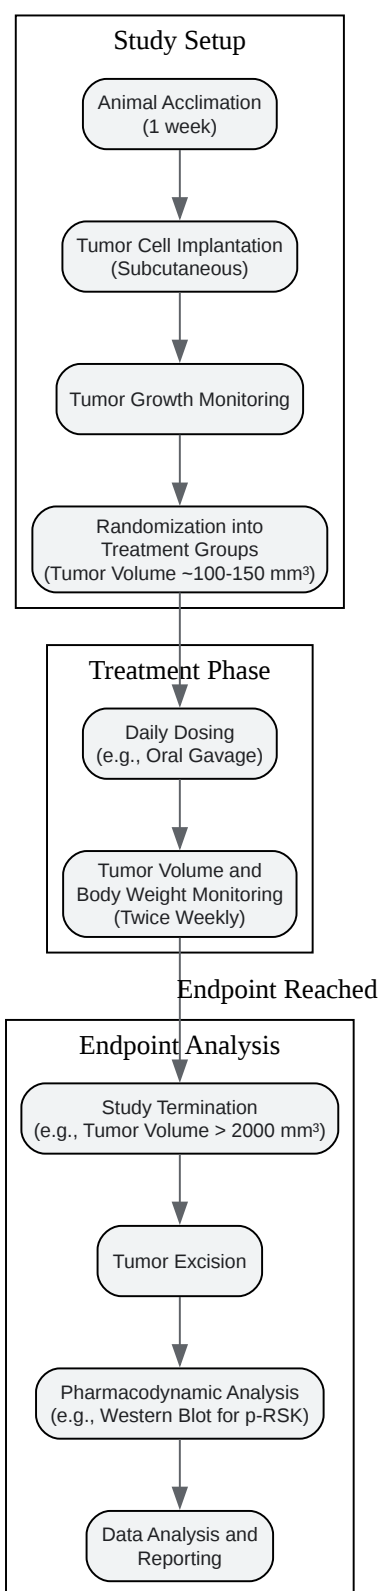 Study Setup
Animal Acclimation
(1 week)
Tumor Cell Implantation
(Subcutaneous)
Tumor Growth Monitoring
Randomization into
Treatment Groups
(Tumor Volume ~100-150 mm³)
Treatment Phase
Daily Dosing
(e.g., Oral Gavage)
Tumor Volume and
Body Weight Monitoring
(Twice Weekly)
Endpoint Reached
Endpoint Analysis
Study Termination
(e.g., Tumor Volume > 2000 mm³)
Tumor Excision
Pharmacodynamic Analysis
(e.g., Western Blot for p-RSK)
Data Analysis and
Reporting